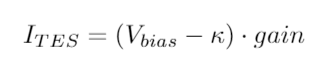 I_{TES} = (V_{bias} − κ) · gain